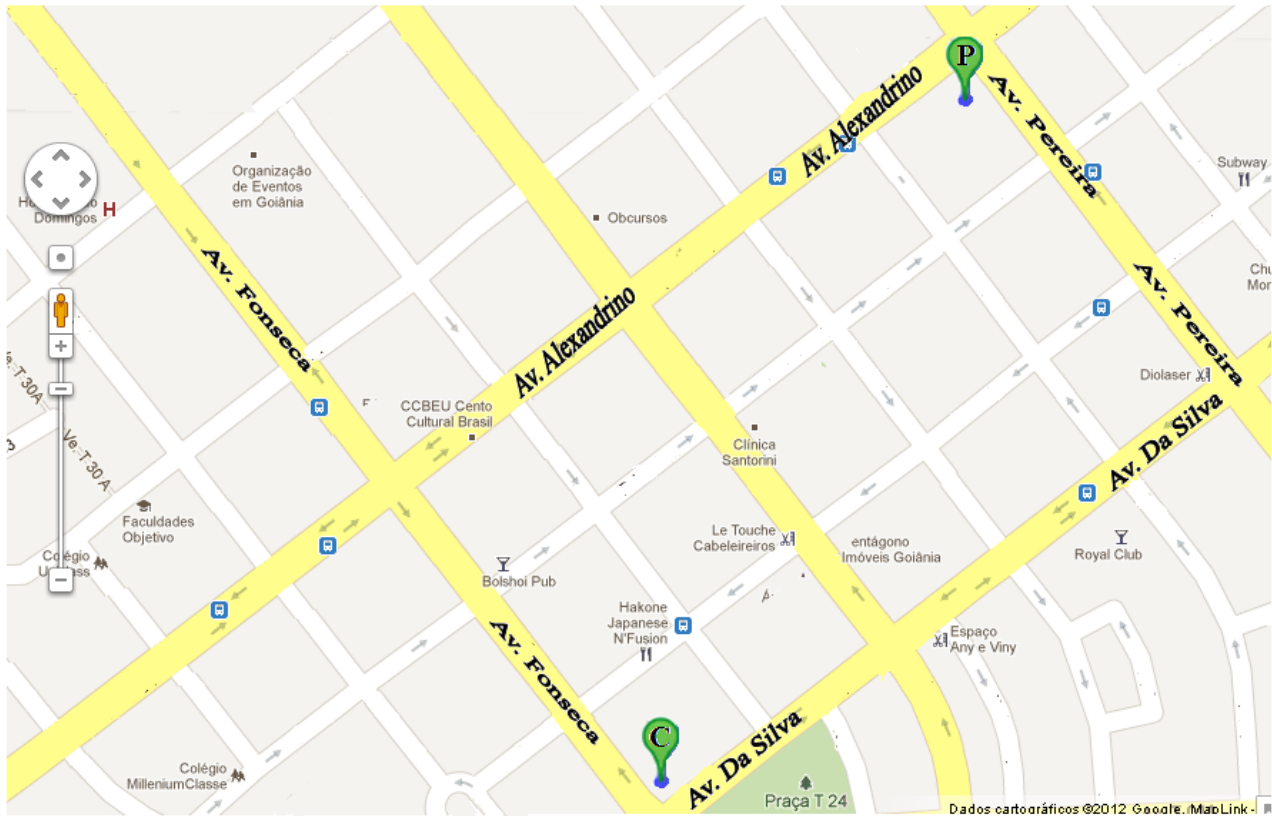 P
Av. Alexandrino
Av. Pereira
Subway
Organização
de Eventos
em Goiânia
H
Domingos
Obcursos
Av. Fonseca
Av. Pereira
Av. Alexandrino
Diolaser
CCBEU Cento
Cultural Brasil
Av. Da Silva
Clínica
Santorini
Ve. T 30 A
Faculdades
Objetivo
Le Touche
Cabeleireiros
entágono
Imóveis Goiânia
Royal Club
Colégio
Bolshoi Pub
Hakone
Japanese
N'Fusion
Espaço
Any e Viny
Av. Fonseca
C
Av. Da Silva
Colégio
MilleniumClasse
Praça T 24
Dados cartográficos ©2012 Google, MapLink -